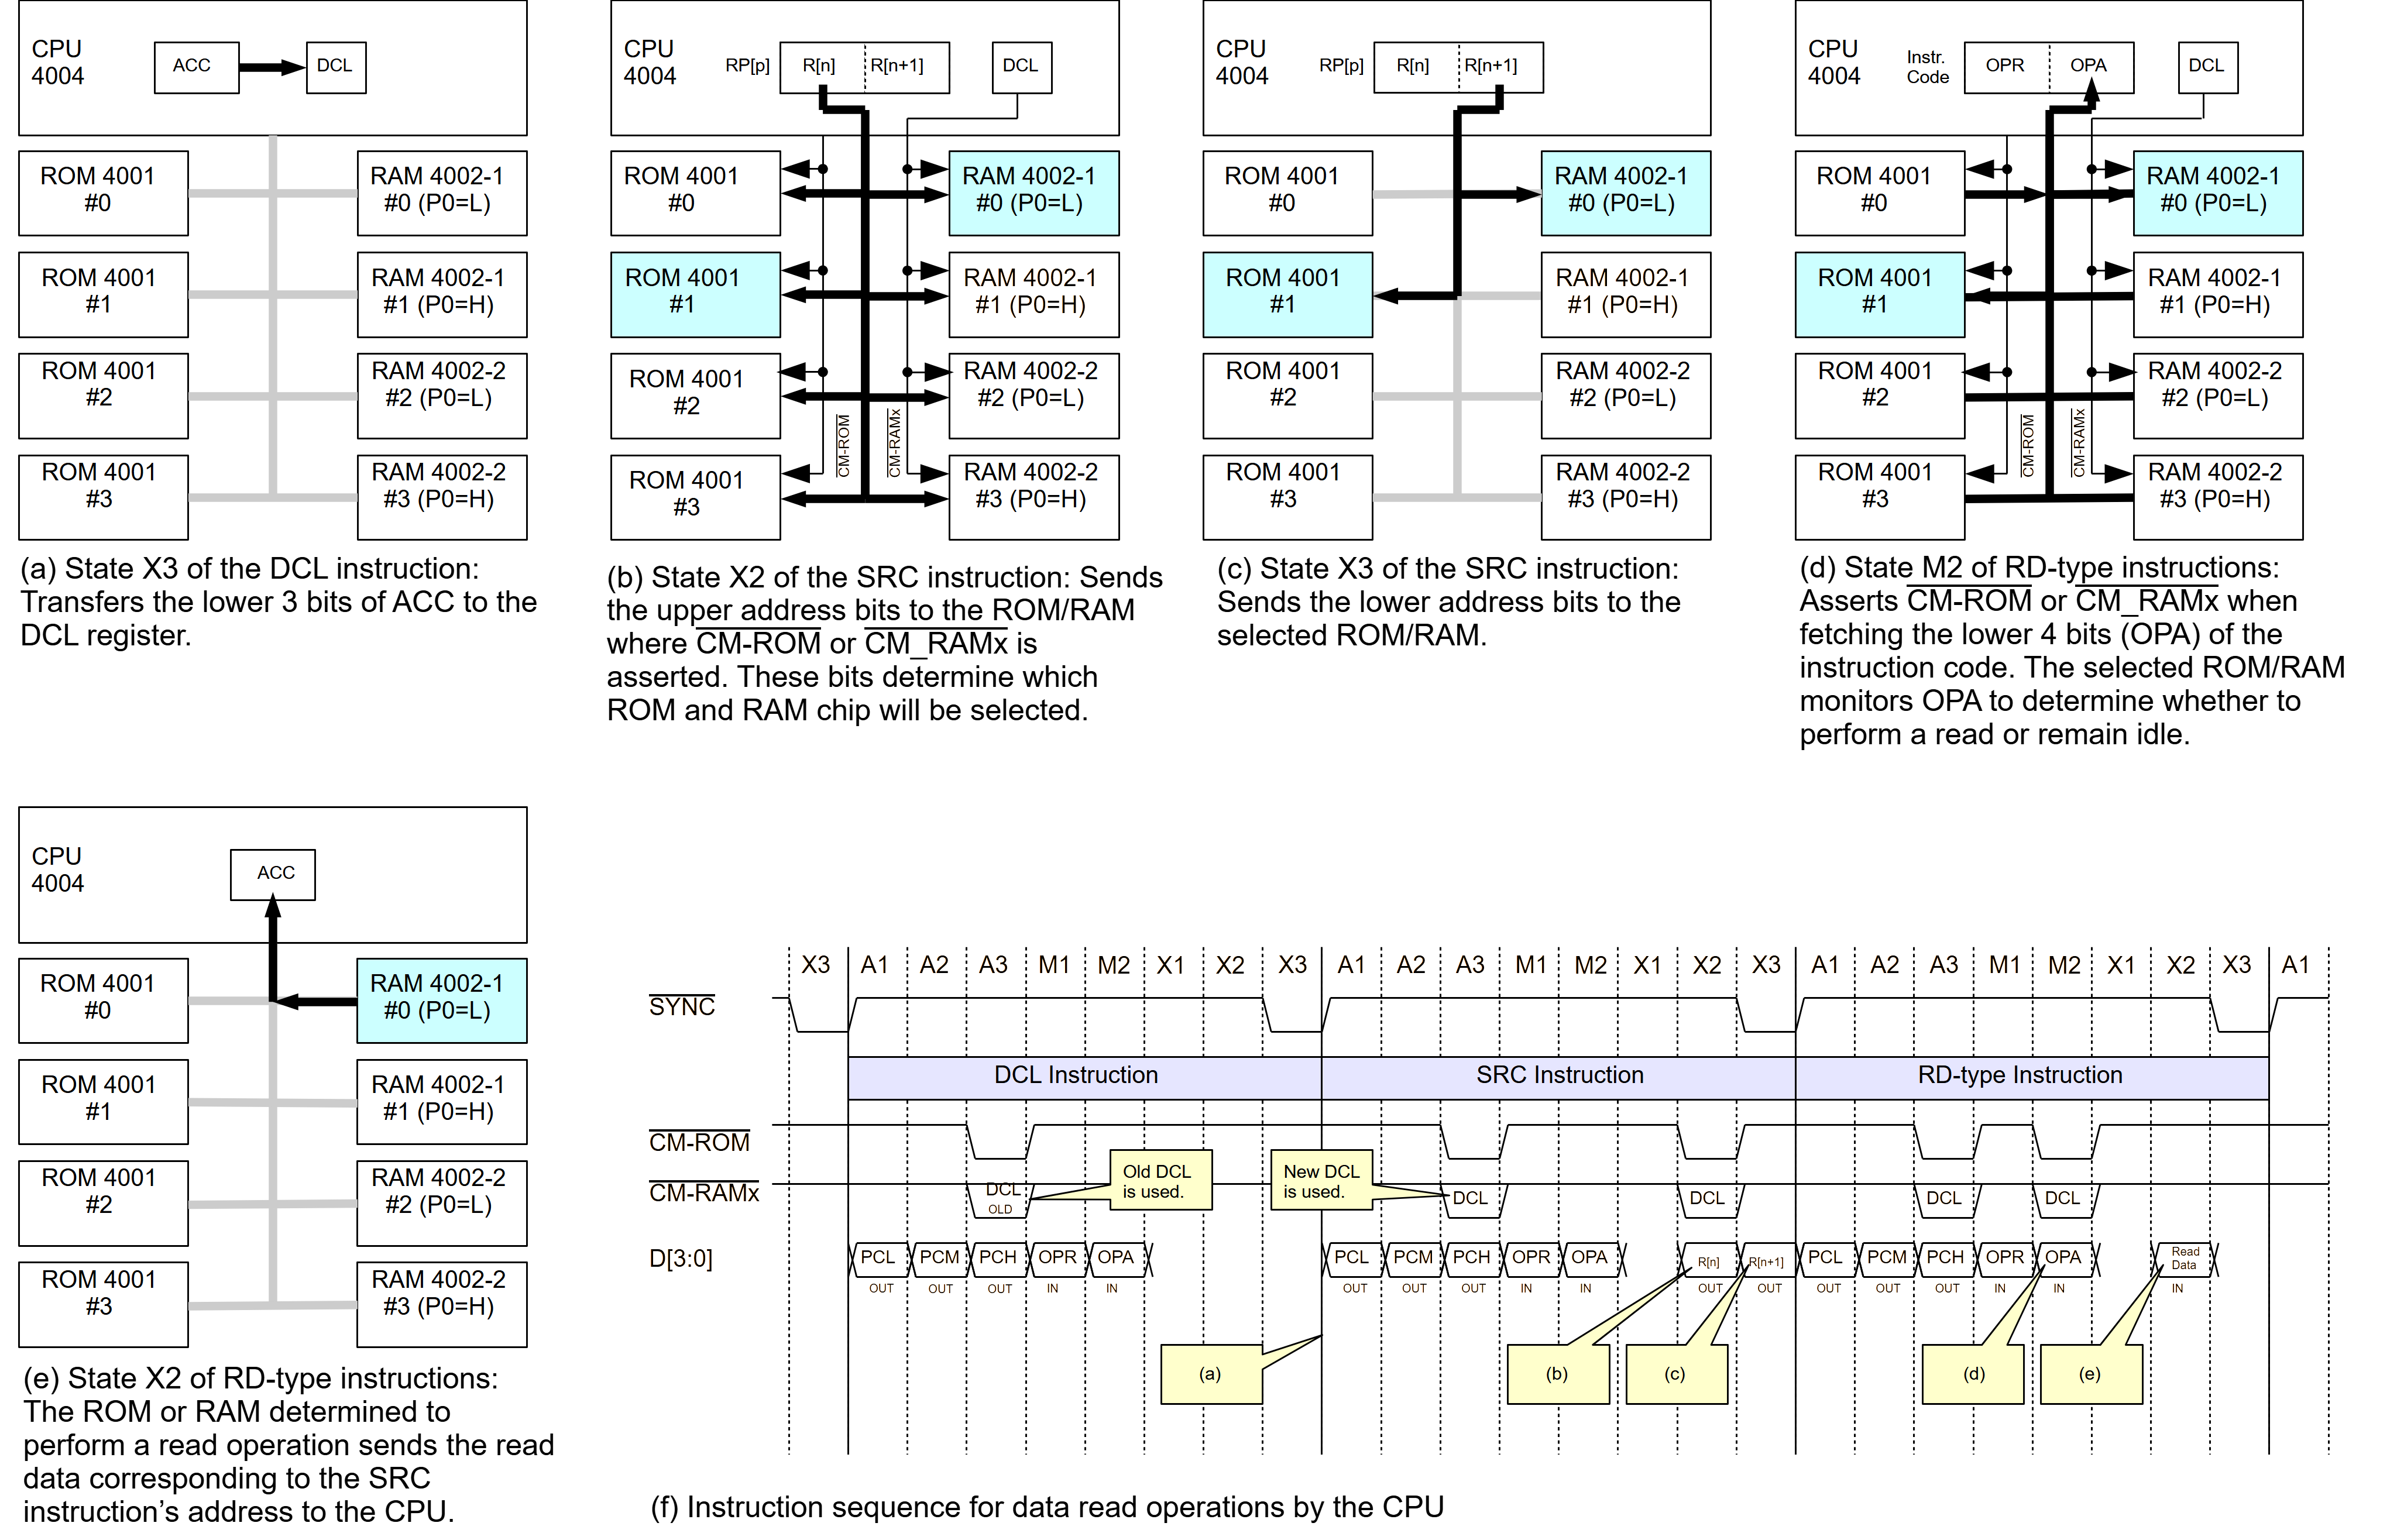 CPU
4004
ACC
DCL
ROM 4001
#0
RAM 4002-1
#0 (P0=L)
ROM 4001
#1
RAM 4002-1
#1 (P0=H)
ROM 4001
#2
RAM 4002-2
#2 (P0=L)
ROM 4001
#3
RAM 4002-2
#3 (P0=H)
(a) State X3 of the DCL instruction:
Transfers the lower 3 bits of ACC to the
DCL register.
CPU
4004
RP[p]
R[n]
R[n+1]
DCL
ROM 4001
#0
RAM 4002-1
#0 (P0=L)
ROM 4001
#1
RAM 4002-1
#1 (P0=H)
ROM 4001
#2
RAM 4002-2
#2 (P0=L)
CM-ROM
CM-RAMx
ROM 4001
#3
RAM 4002-2
#3 (P0=H)
(b) State X2 of the SRC instruction: Sends
the upper address bits to the ROM/RAM
where CM-ROM or CM_RAMx is
asserted. These bits determine which
ROM and RAM chip will be selected.
CPU
4004
RP[p]
R[n]
R[n+1]
ROM 4001
#0
RAM 4002-1
#0 (P0=L)
ROM 4001
#1
RAM 4002-1
#1 (P0=H)
ROM 4001
#2
RAM 4002-2
#2 (P0=L)
ROM 4001
#3
RAM 4002-2
#3 (P0=H)
(c) State X3 of the SRC instruction:
Sends the lower address bits to the
selected ROM/RAM.
CPU
4004
Instr.
Code
OPR
OPA
DCL
ROM 4001
#0
RAM 4002-1
#0 (P0=L)
ROM 4001
#1
RAM 4002-1
#1 (P0=H)
ROM 4001
#2
RAM 4002-2
#2 (P0=L)
CM-ROM
CM-RAMx
ROM 4001
#3
RAM 4002-2
#3 (P0=H)
(d) State M2 of RD-type instructions:
Asserts CM-ROM or CM_RAMx when
fetching the lower 4 bits (OPA) of the
instruction code. The selected ROM/RAM
monitors OPA to determine whether to
perform a read or remain idle.
CPU
4004
ACC
ROM 4001
#0
RAM 4002-1
#0 (P0=L)
ROM 4001
#1
RAM 4002-1
#1 (P0=H)
ROM 4001
#2
RAM 4002-2
#2 (P0=L)
ROM 4001
#3
RAM 4002-2
#3 (P0=H)
(e) State X2 of RD-type instructions:
The ROM or RAM determined to
perform a read operation sends the read
data corresponding to the SRC
instruction’s address to the CPU.
X3 A1 A2 A3 M1 M2 X1 X2 X3 A1 A2 A3 M1 M2 X1 X2 X3 A1 A2 A3 M1 M2 X1 X2 X3 A1
SYNC
DCL Instruction SRC Instruction RD-type Instruction
CM-ROM
Old DCL
is used.
New DCL
is used.
CM-RAMx
DCL
OLD
DCL DCL DCL DCL
D[3:0]
PCL PCM PCH OPR OPA PCL PCM PCH OPR OPA R[n] R[n+1] PCL PCM PCH OPR OPA
Read
Data
OUT OUT OUT IN IN OUT OUT OUT IN IN OUT OUT OUT OUT OUT IN IN IN
(a) (b) (c) (d) (e)
(f) Instruction sequence for data read operations by the CPU